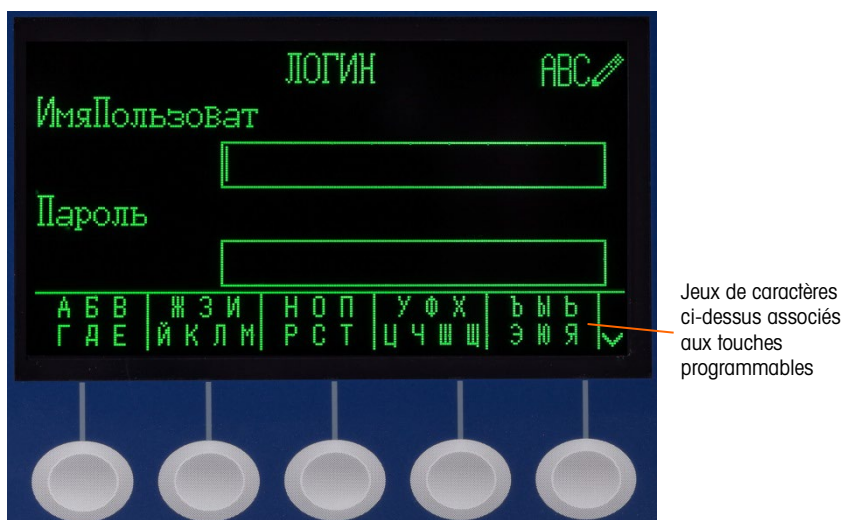 ЛОГИН
ABC
ИмяПользоват
Пароль
А Б В Ж З И Н О П У Ф Х Ъ Ы Ь
Г Д Е Й К Л М Р С Т Ц Ч Ш Щ Э Ю Я
Jeux de caractères
ci-dessus associés
aux touches
programmables